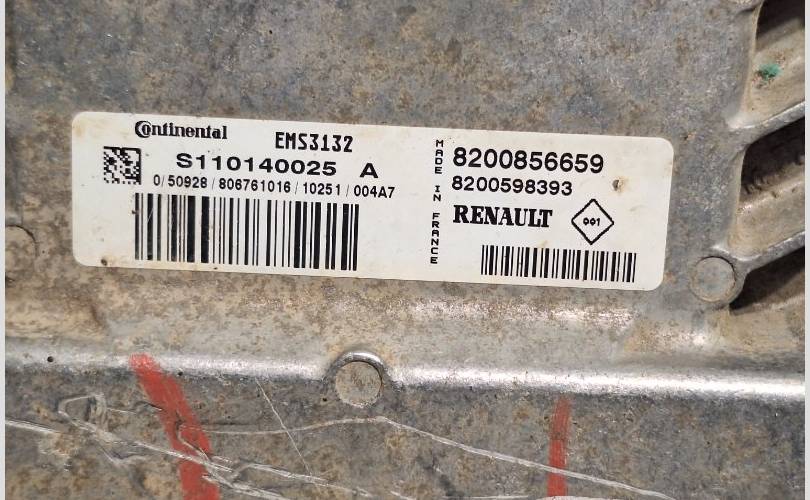 Continental
EMS3132
S110140025 A
0/50928/806761016/10251/004A7
MADE IN FRANCE
8200856659
8200598393
RENAULT
001